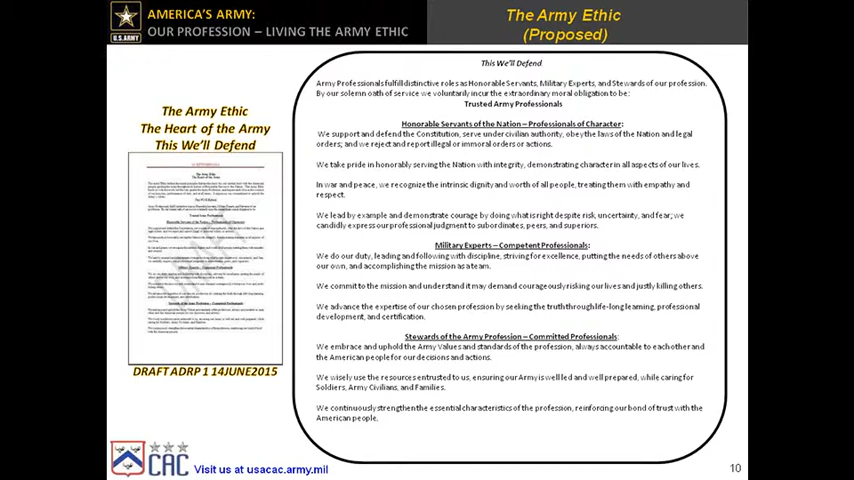 AMERICA'S ARMY:
OUR PROFESSION – LIVING THE ARMY ETHIC
The Army Ethic
(Proposed)
U.S.ARMY
The Army Ethic
The Heart of the Army
This We'll Defend
DRAFT ADRP 1 14JUNE2015
This We'll Defend
Army Professionals fulfill distinctive roles as Honorable Servants, Military Experts, and Stewards of our profession.
By our solemn oath of service we voluntarily incur the extraordinary moral obligation to be:
Trusted Army Professionals
Honorable Servants of the Nation – Professionals of Character:
We support and defend the Constitution, serve under civilian authority, obey the laws of the Nation and legal
orders; and we reject and report illegal or immoral orders or actions.
We take pride in honorably serving the Nation with integrity, demonstrating character in all aspects of our lives.
In war and peace, we recognize the intrinsic dignity and worth of all people, treating them with empathy and
respect.
We lead by example and demonstrate courage by doing what is right despite risk, uncertainty, and fear; we
candidly express our professional judgment to subordinates, peers, and superiors.
Military Experts – Competent Professionals:
We do our duty, leading and following with discipline, striving for excellence, putting the needs of others above
our own, and accomplishing the mission as a team.
We commit to the mission and understand it may demand courageously risking our lives and justly killing others.
We advance the expertise of our chosen profession by seeking the truth through life-long learning, professional
development, and certification.
Stewards of the Army Profession – Committed Professionals:
We embrace and uphold the Army Values and standards of the profession, always accountable to each other and
the American people for our decisions and actions.
We wisely use the resources entrusted to us, ensuring our Army is well led and well prepared, while caring for
Soldiers, Army Civilians, and Families.
We continuously strengthen the essential characteristics of the profession, reinforcing our bond of trust with the
American people.
CAC
Visit us at usacac.army.mil
10